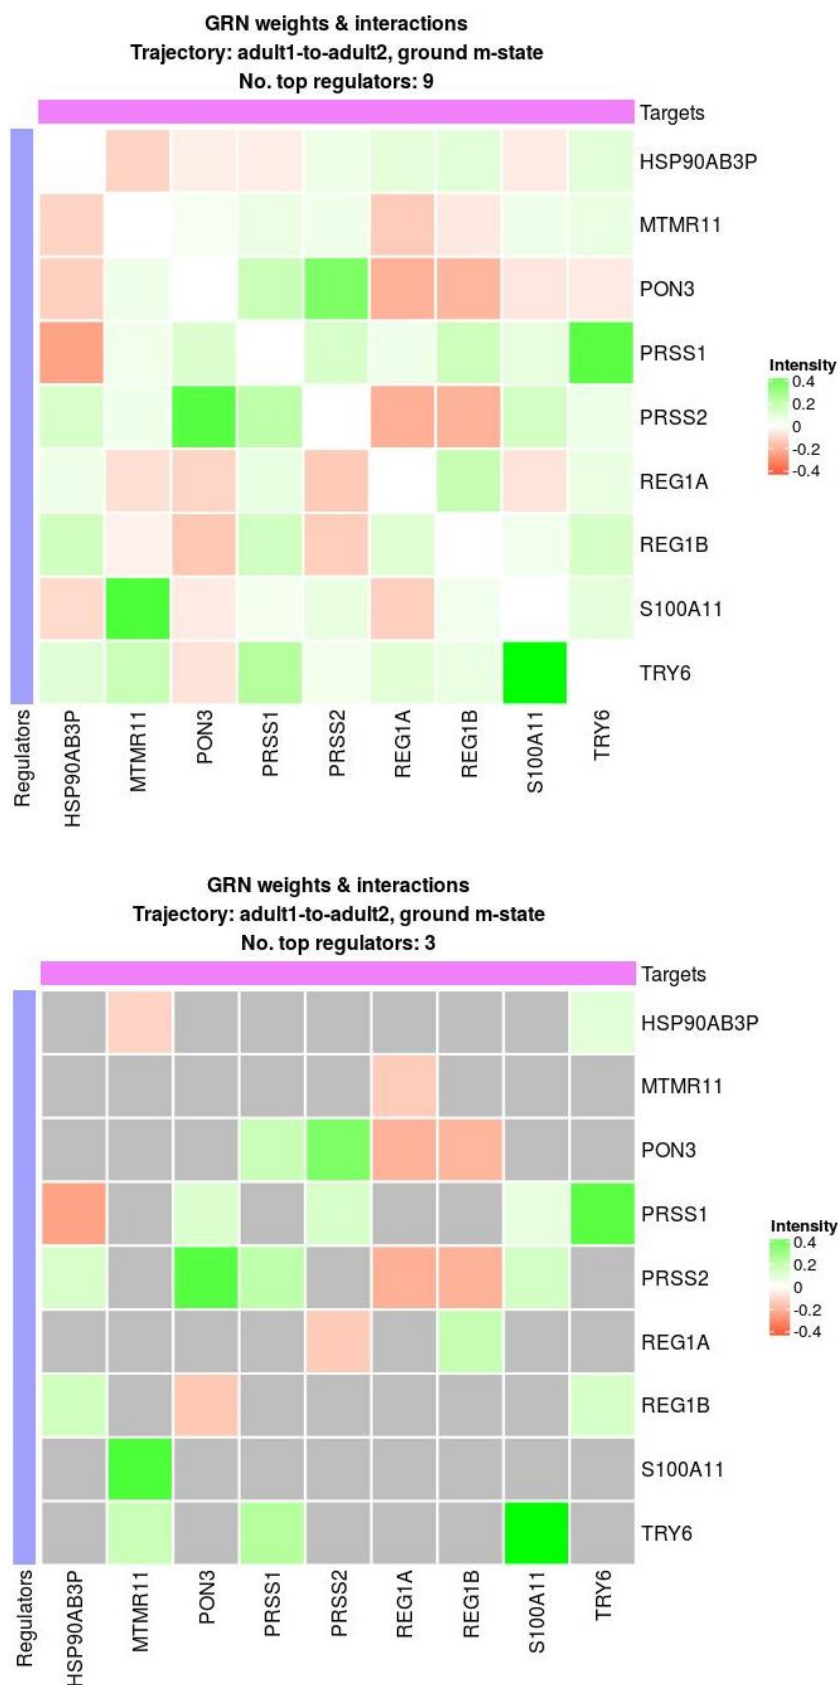 GRN weights & interactions
Trajectory: adult1-to-adult2, ground m-state
No. top regulators: 9
Targets
HSP90AB3P
MTMR11
PON3
PRSS1
PRSS2
REG1A
REG1B
S100A11
TRY6
Intensity
0.4
0.2
0
-0.2
-0.4
Regulators
HSP90AB3P
MTMR11
PON3
PRSS1
PRSS2
REG1A
REG1B
S100A11
TRY6
GRN weights & interactions
Trajectory: adult1-to-adult2, ground m-state
No. top regulators: 3
Targets
HSP90AB3P
MTMR11
PON3
PRSS1
PRSS2
REG1A
REG1B
S100A11
TRY6
Intensity
0.4
0.2
0
-0.2
-0.4
Regulators
HSP90AB3P
MTMR11
PON3
PRSS1
PRSS2
REG1A
REG1B
S100A11
TRY6